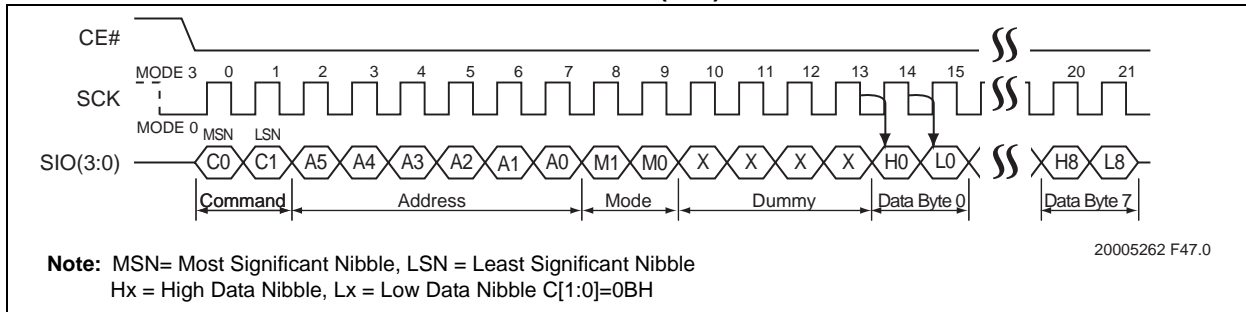 CE#
MODE 3 0 1 2 3 4 5 6 7 8 9 10 11 12 13 14 15 20 21
SCK
MODE 0 MSN LSN
SIO(3:0) C0 C1 A5 A4 A3 A2 A1 A0 M1 M0 X X X X H0 L0 H8 L8
Command Address Mode Dummy Data Byte 0 Data Byte 7
20005262 F47.0
Note: MSN= Most Significant Nibble, LSN = Least Significant Nibble
Hx = High Data Nibble, Lx = Low Data Nibble C[1:0]=0BH